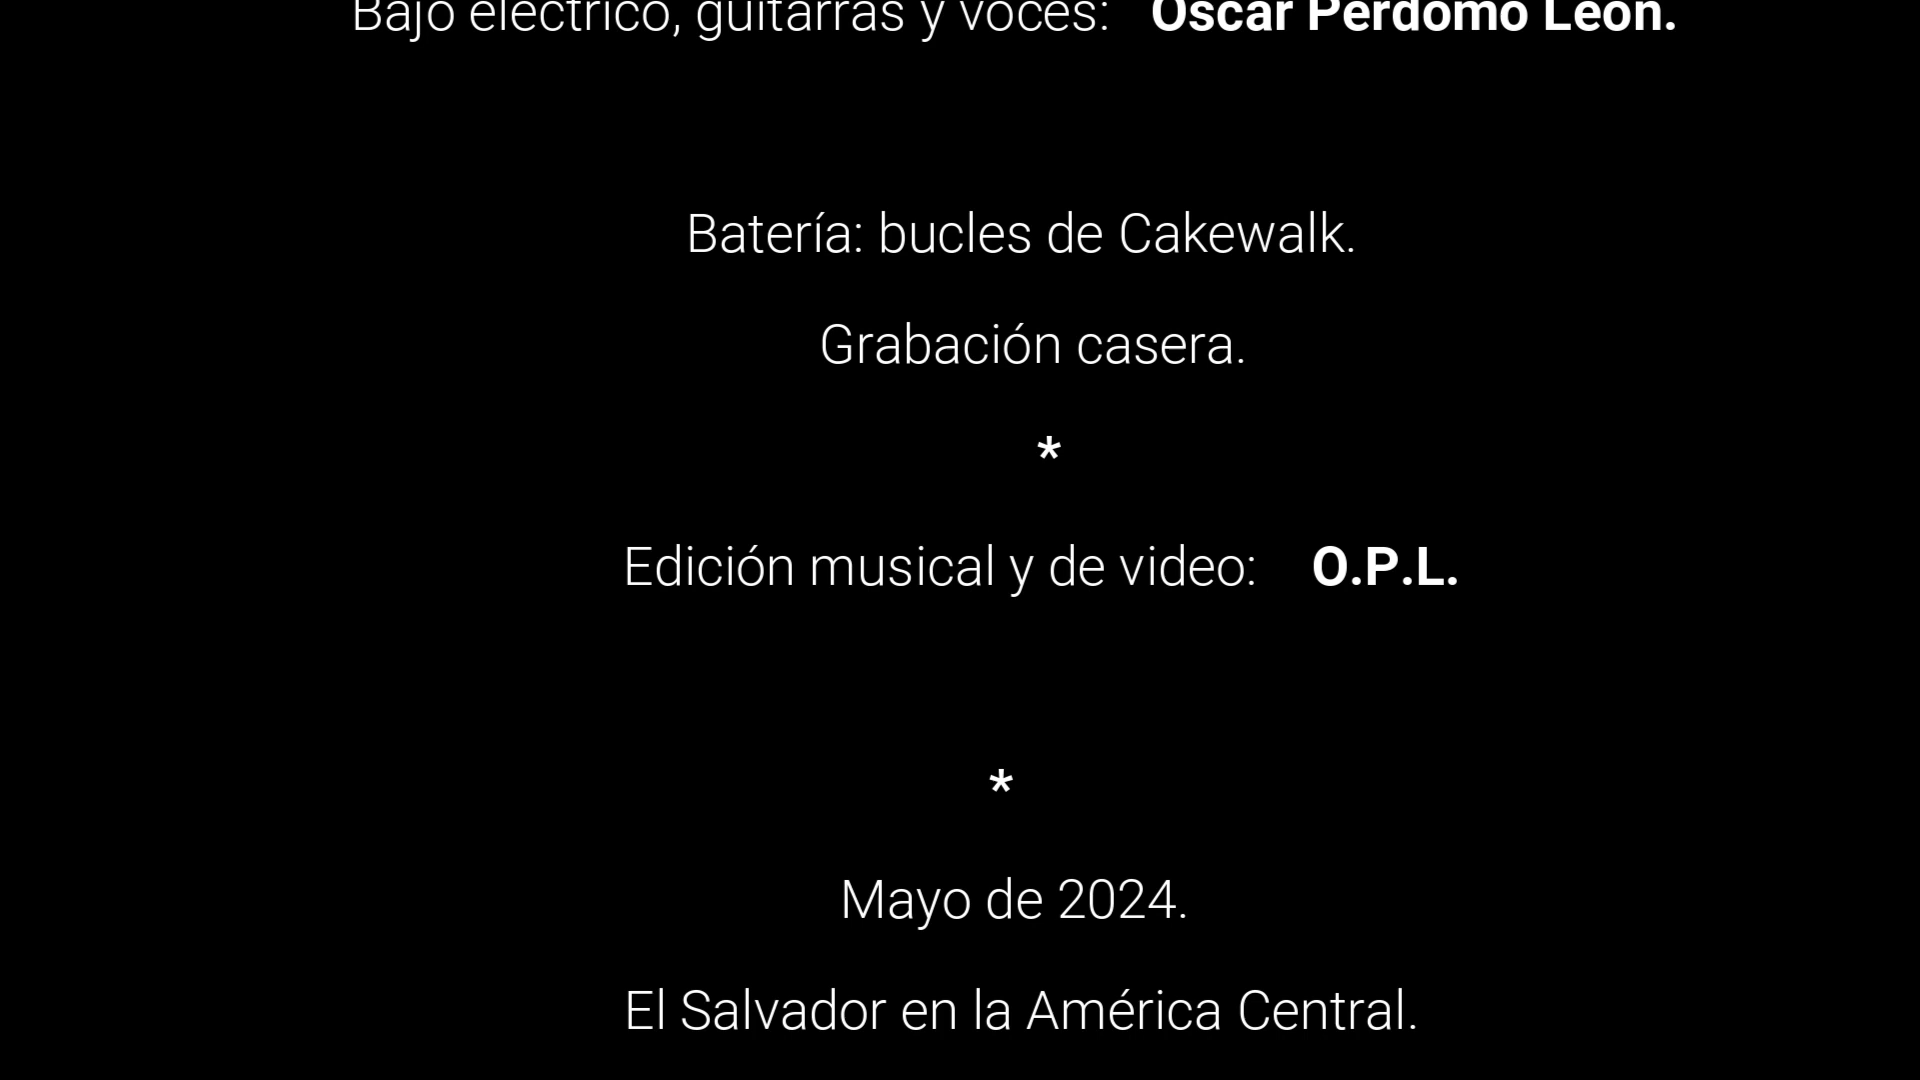 Bajo eléctrico, guitarras y voces: Óscar Perdomo León.
Batería: bucles de Cakewalk.
Grabación casera.
*
Edición musical y de video: O.P.L.
*
Mayo de 2024.
El Salvador en la América Central.